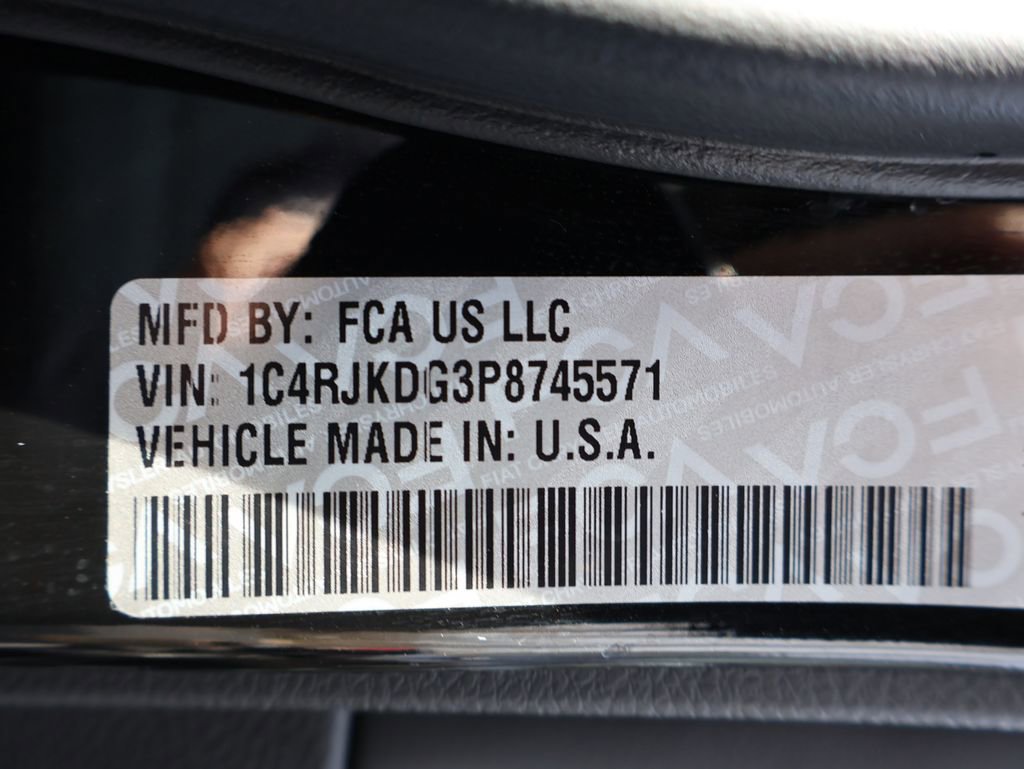 MFD BY: FCA US LLC
VIN: 1C4RJKDG3P8745571
VEHICLE MADE IN: U.S.A.